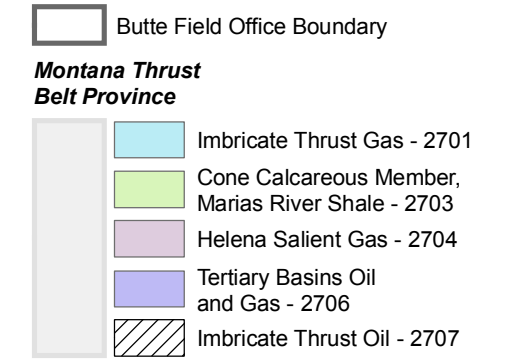 Butte Field Office Boundary
Montana Thrust
Belt Province
Imbricate Thrust Gas - 2701
Cone Calcareous Member,
Marias River Shale - 2703
Helena Salient Gas - 2704
Tertiary Basins Oil
and Gas - 2706
Imbricate Thrust Oil - 2707